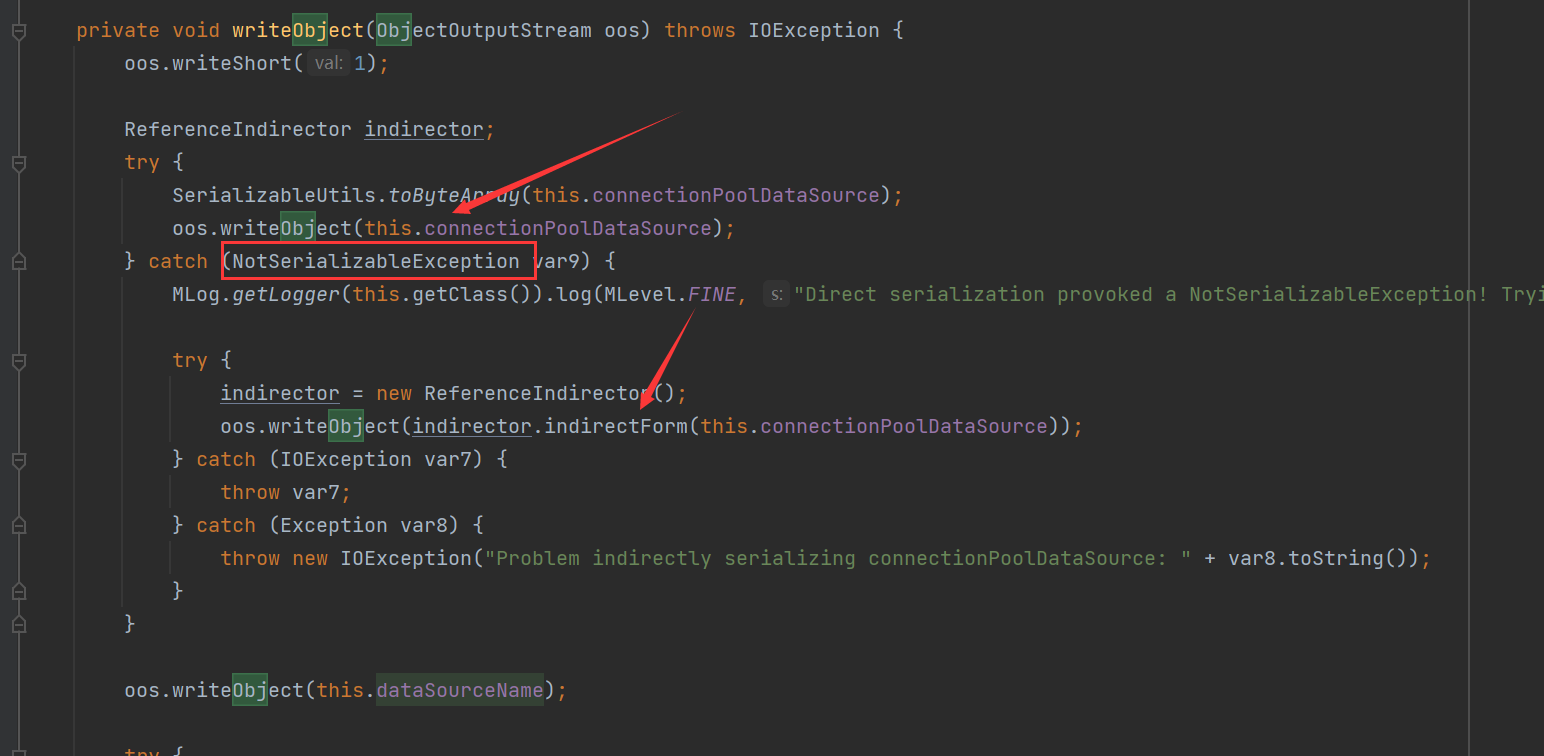 private void writeObject(ObjectOutputStream oos) throws IOException {
oos.writeShort( val: 1);
ReferenceIndirector indirector;
try {
SerializableUtils.toByteArray(this.connectionPoolDataSource);
oos.writeObject(this.connectionPoolDataSource);
} catch (NotSerializableException var9) {
MLog.getLogger(this.getClass()).log(MLevel.FINE, s: "Direct serialization provoked a NotSerializableException! Tryi
try {
indirector = new ReferenceIndirector();
oos.writeObject(indirector.indirectForm(this.connectionPoolDataSource));
} catch (IOException var7) {
throw var7;
} catch (Exception var8) {
throw new IOException("Problem indirectly serializing connectionPoolDataSource: " + var8.toString());
}
}
oos.writeObject(this.dataSourceName);
try {